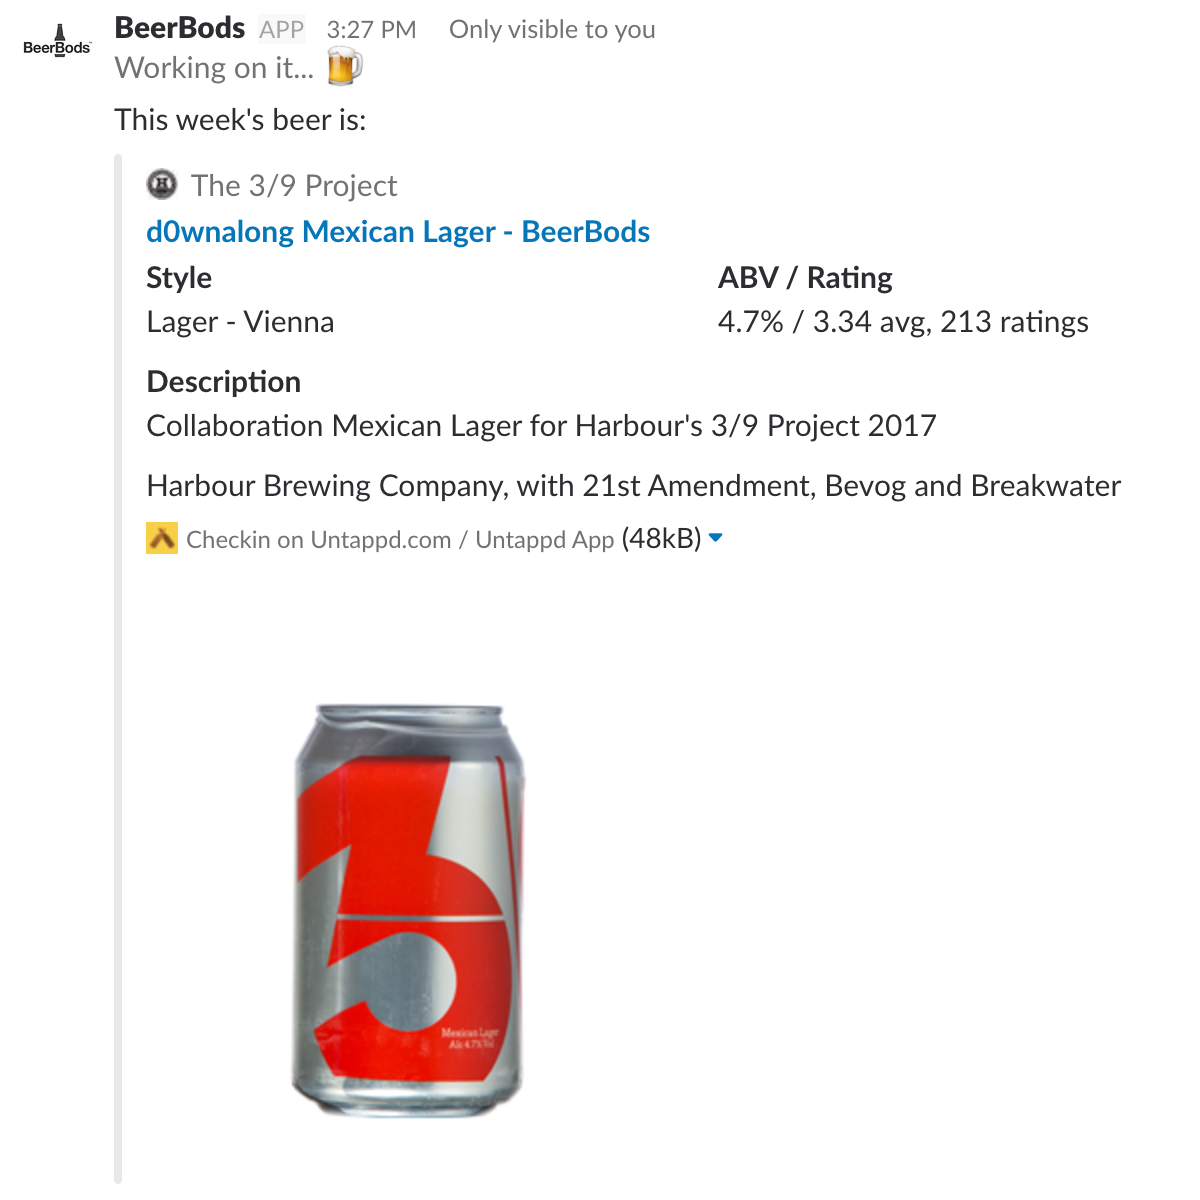 BeerBods
BeerBods APP 3:27 PM Only visible to you
Working on it...
This week's beer is:
The 3/9 Project
d0wnalong Mexican Lager - BeerBods
Style ABV / Rating
Lager - Vienna 4.7% / 3.34 avg, 213 ratings
Description
Collaboration Mexican Lager for Harbour's 3/9 Project 2017
Harbour Brewing Company, with 21st Amendment, Bevog and Breakwater
Checkin on Untappd.com / Untappd App (48kB)
Mexican Lager
Alc 4.7% Vol